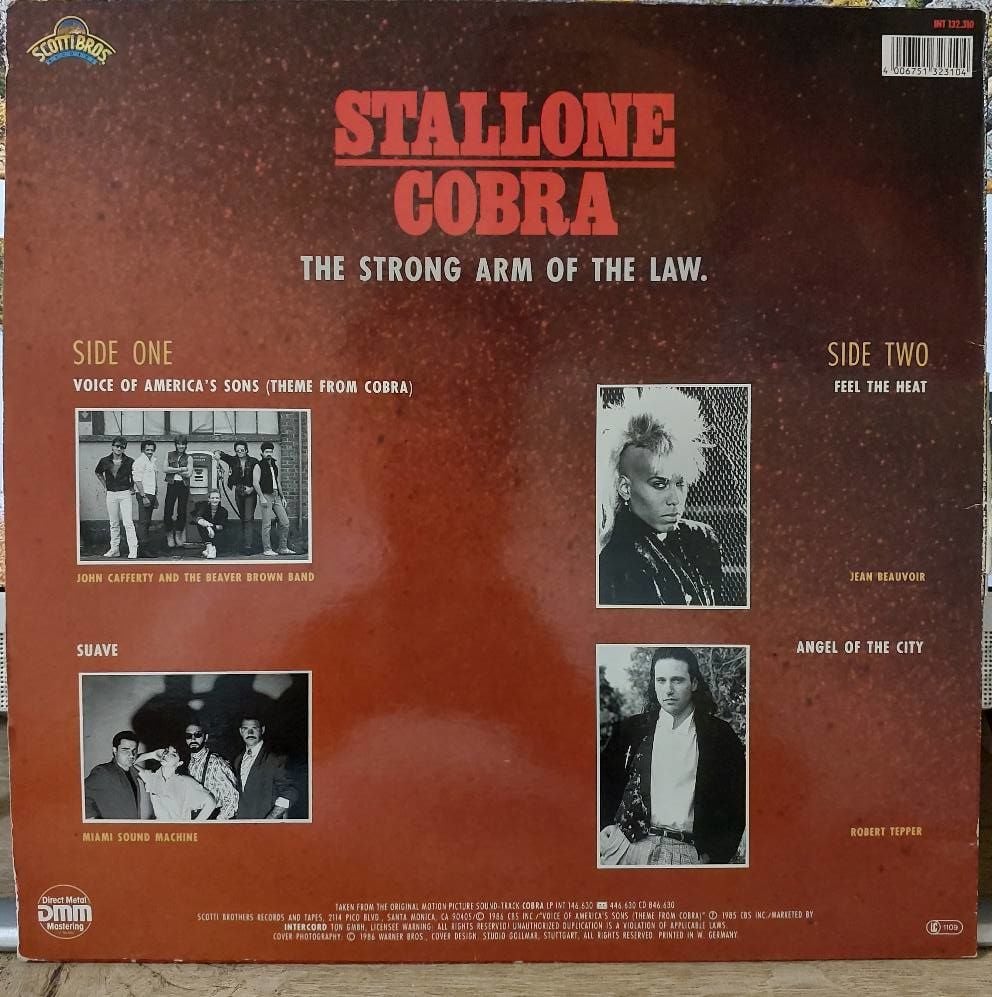 SCOTTI BROS.
RECORDS
INT 132.310
4 006751 323104
STALLONE
COBRA
THE STRONG ARM OF THE LAW.
SIDE ONE
VOICE OF AMERICA'S SONS (THEME FROM COBRA)
JOHN CAFFERTY AND THE BEAVER BROWN BAND
SUAVE
MIAMI SOUND MACHINE
SIDE TWO
FEEL THE HEAT
JEAN BEAUVOIR
ANGEL OF THE CITY
ROBERT TEPPER
Direct Metal
DMM
Mastering
TAKEN FROM THE ORIGINAL MOTION PICTURE SOUND-TRACK COBRA LP INT 146.630 446.630 CD 846.630
SCOTTI BROTHERS RECORDS AND TAPES, 2114 PICO BLVD., SANTA MONICA, CA 90405/© 1986 CBS INC./"VOICE OF AMERICA'S SONS (THEME FROM COBRA)" ℗ 1985 CBS INC./MARKETED BY
INTERCORD TON GMBH, LICENSEE WARNING: ALL RIGHTS RESERVED! UNAUTHORIZED DUPLICATION IS A VIOLATION OF APPLICABLE LAWS.
COVER PHOTOGRAPHY: © 1986 WARNER BROS., COVER DESIGN: STUDIO GOLLMAR, STUTTGART, ALL RIGHTS RESERVED. PRINTED IN W. GERMANY.
LC 1109